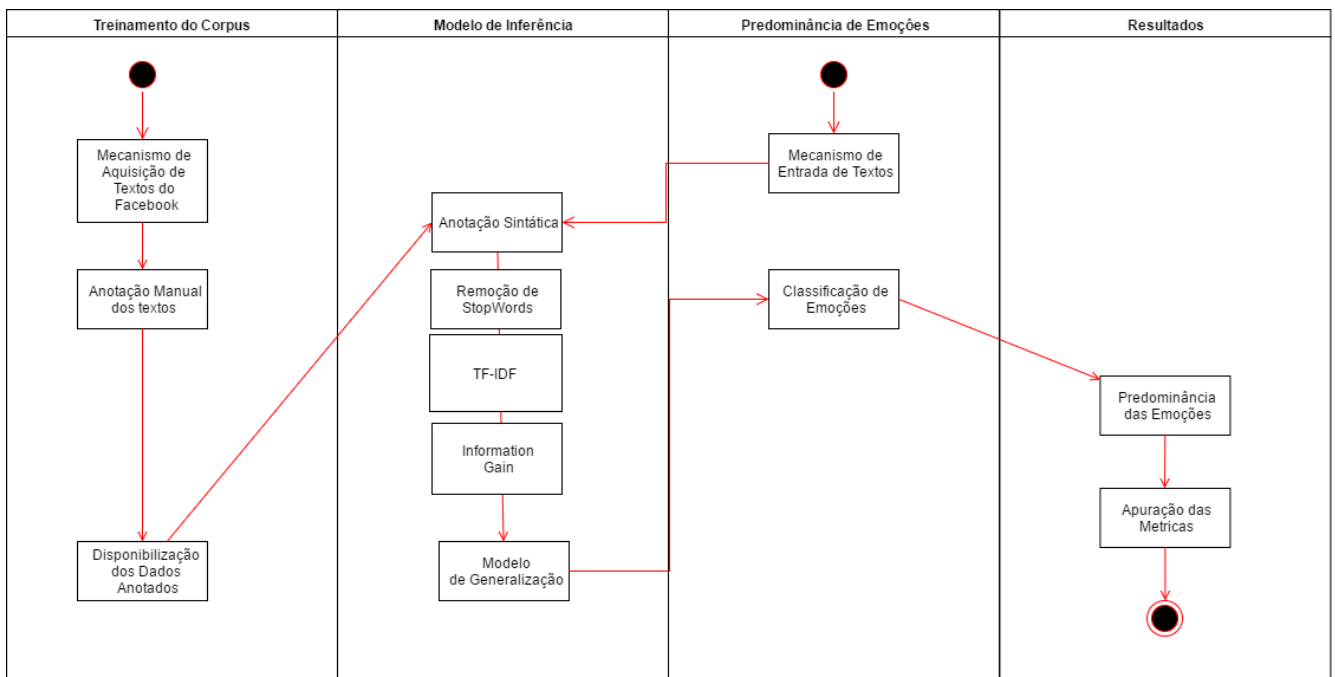 Treinamento do Corpus
Modelo de Inferência
Predominância de Emoções
Resultados
Mecanismo de
Aquisição de
Textos do
Facebook
Anotação Manual
dos textos
Disponibilização
dos Dados
Anotados
Anotação Sintática
Remoção de
StopWords
TF-IDF
Information
Gain
Modelo
de Generalização
Mecanismo de
Entrada de Textos
Classificação de
Emoções
Predominância
das Emoções
Apuração das
Metricas